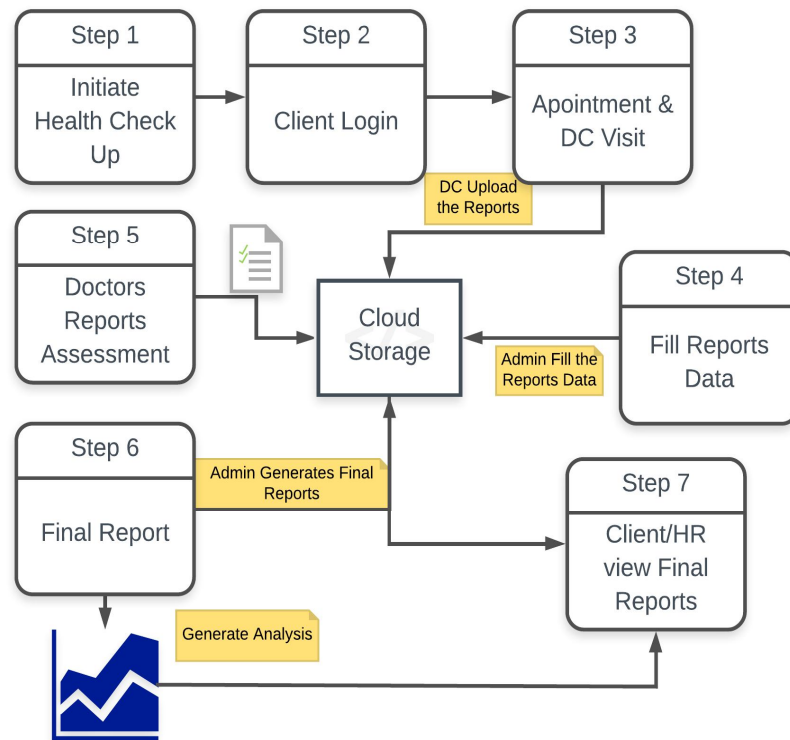 Step 1
Initiate
Health Check
Up
Step 2
Client Login
Step 3
Apointment &
DC Visit
DC Upload
the Reports
Step 5
Doctors
Reports
Assessment
Cloud
Storage
Step 4
Fill Reports
Data
Admin Fill the
Reports Data
Step 6
Final Report
Admin Generates Final
Reports
Step 7
Client/HR
view Final
Reports
Generate Analysis